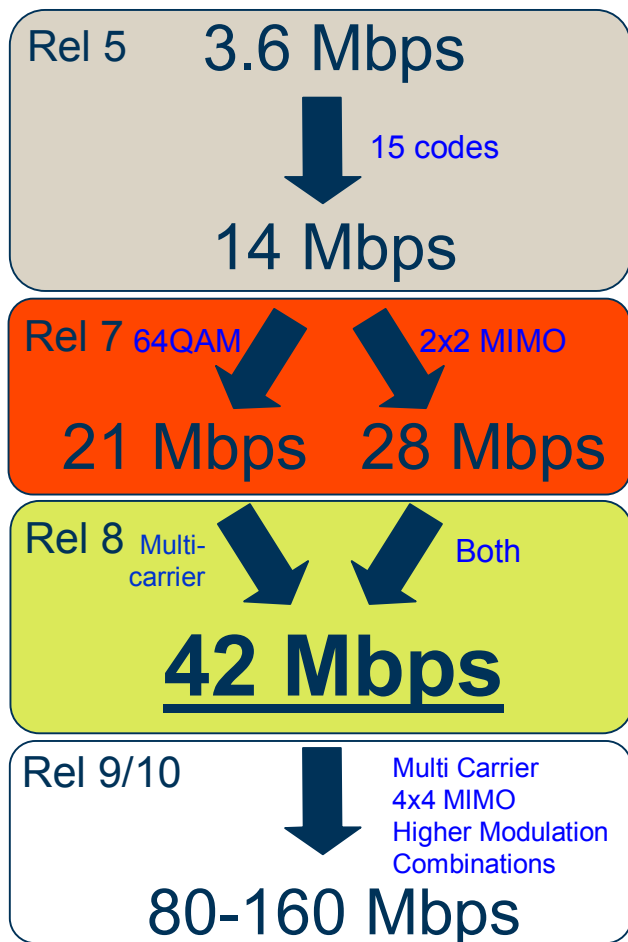 Rel 5 3.6 Mbps
15 codes
14 Mbps
Rel 7 64QAM 2x2 MIMO
21 Mbps 28 Mbps
Rel 8 Multi-
carrier
Both
42 Mbps
Rel 9/10
Multi Carrier
4x4 MIMO
Higher Modulation
Combinations
80-160 Mbps